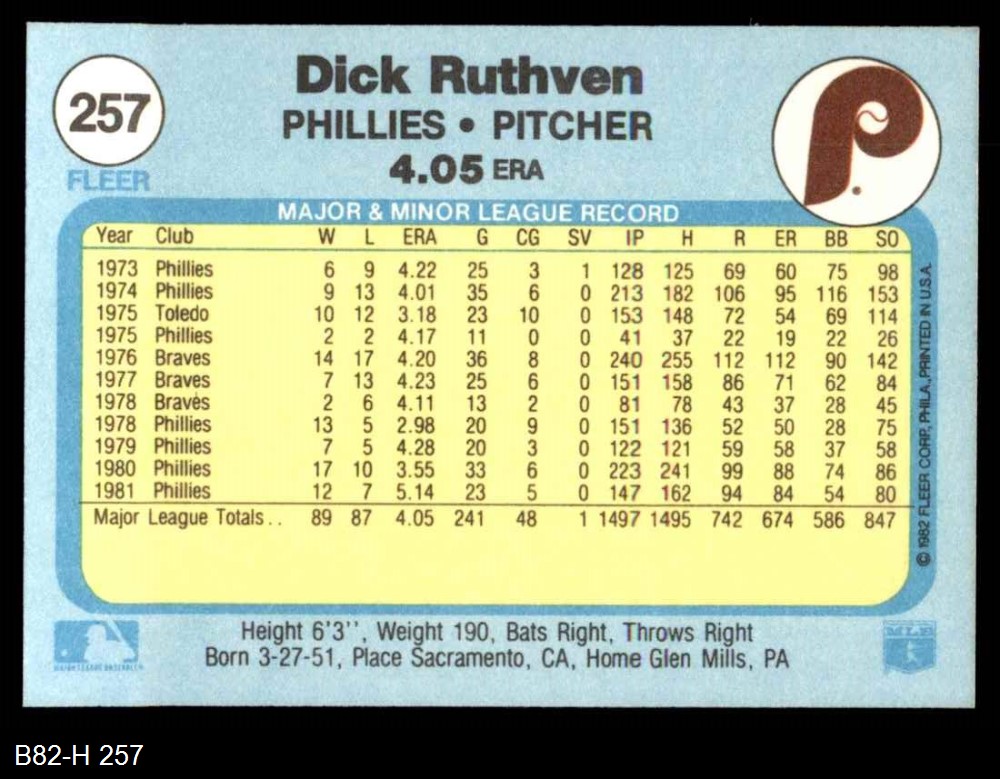 257
FLEER
Dick Ruthven
PHILLIES • PITCHER
4.05 ERA
P
MAJOR & MINOR LEAGUE RECORD
Year Club W L ERA G CG SV IP H R ER BB SO
1973 Phillies 6 9 4.22 25 3 1 128 125 69 60 75 98
1974 Phillies 9 13 4.01 35 6 0 213 182 106 95 116 153
1975 Toledo 10 12 3.18 23 10 0 153 148 72 54 69 114
1975 Phillies 2 2 4.17 11 0 0 41 37 22 19 22 26
1976 Braves 14 17 4.20 36 8 0 240 255 112 112 90 142
1977 Braves 7 13 4.23 25 6 0 151 158 86 71 62 84
1978 Braves 2 6 4.11 13 2 0 81 78 43 37 28 45
1978 Phillies 13 5 2.98 20 9 0 151 136 52 50 28 75
1979 Phillies 7 5 4.28 20 3 0 122 121 59 58 37 58
1980 Phillies 17 10 3.55 33 6 0 223 241 99 88 74 86
1981 Phillies 12 7 5.14 23 5 0 147 162 94 84 54 80
Major League Totals.. 89 87 4.05 241 48 1 1497 1495 742 674 586 847
© 1982 FLEER CORP., PHILA., PRINTED IN U.S.A.
Height 6'3'', Weight 190, Bats Right, Throws Right
Born 3-27-51, Place Sacramento, CA, Home Glen Mills, PA
MAJOR LEAGUE BASEBALL
B82-H 257